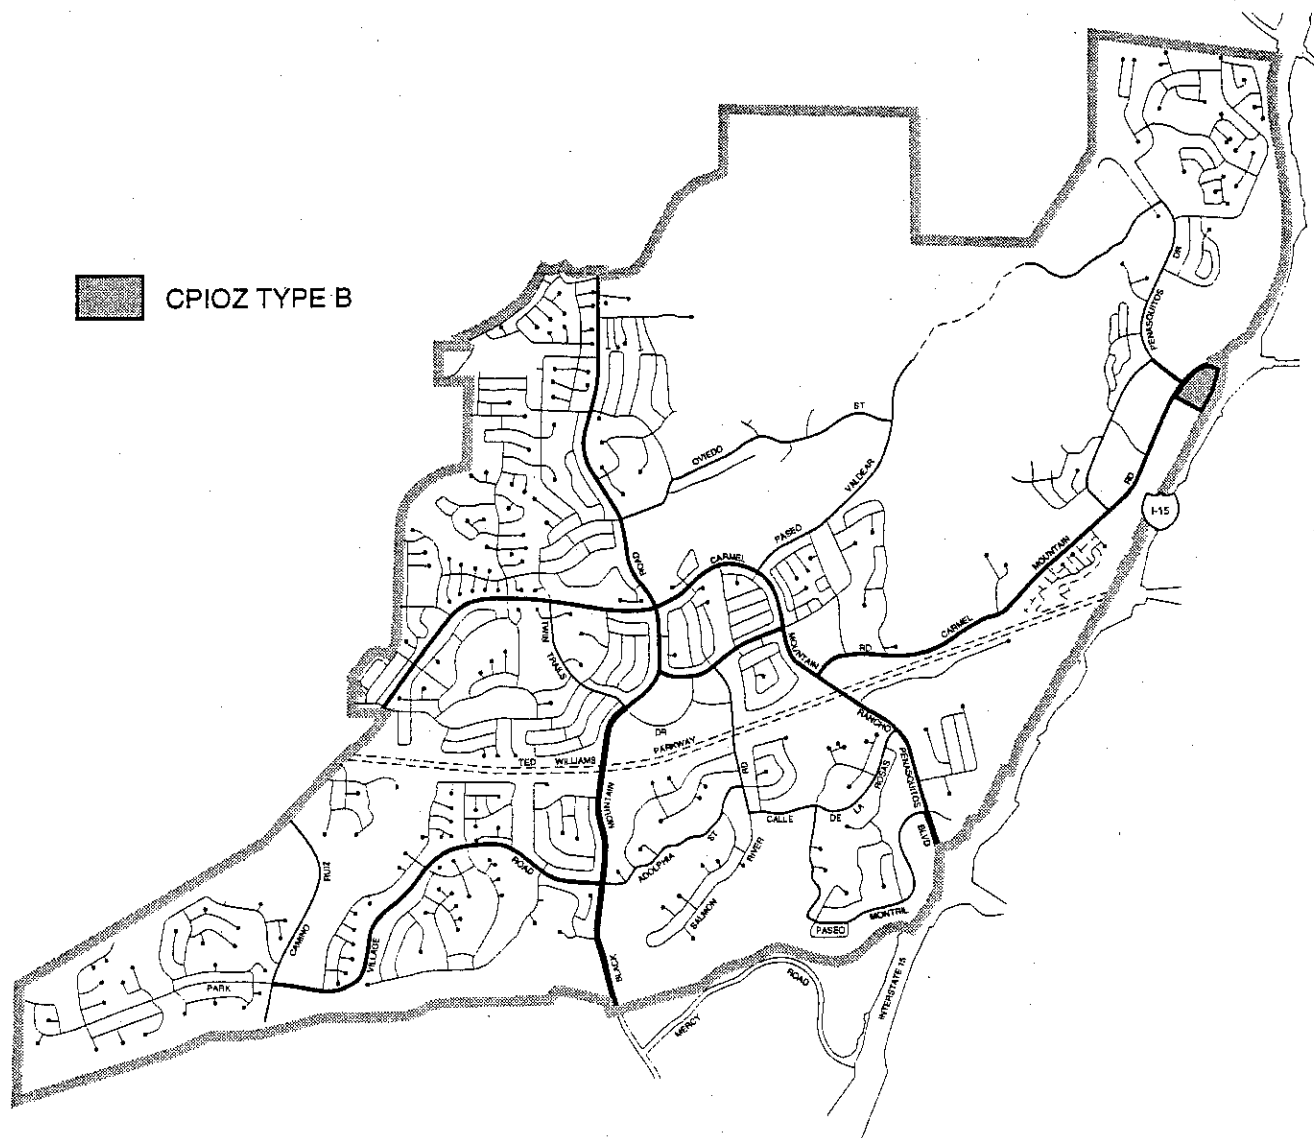 CPIOZ TYPE B
PENASQUITOS
DR
I-15
OVIEDO
ST
VALDEAR
PASEO
CARMEL
MOUNTAIN
RD
ROAD
CARMEL
MOUNTAIN
RD
TWIN
TRAILS
DR
TED WILLIAMS PARKWAY
RANCHO
PENASQUITOS
BLVD
MOUNTAIN
RD
CALLE DE LA ROSAS
ADOLPHIA
ST
SALMON
RIVER
MONTRIL
PASEO
RUIZ
CAMINO
ROAD
VILLAGE
PARK
BLACK
MERCY
ROAD
INTERSTATE 15